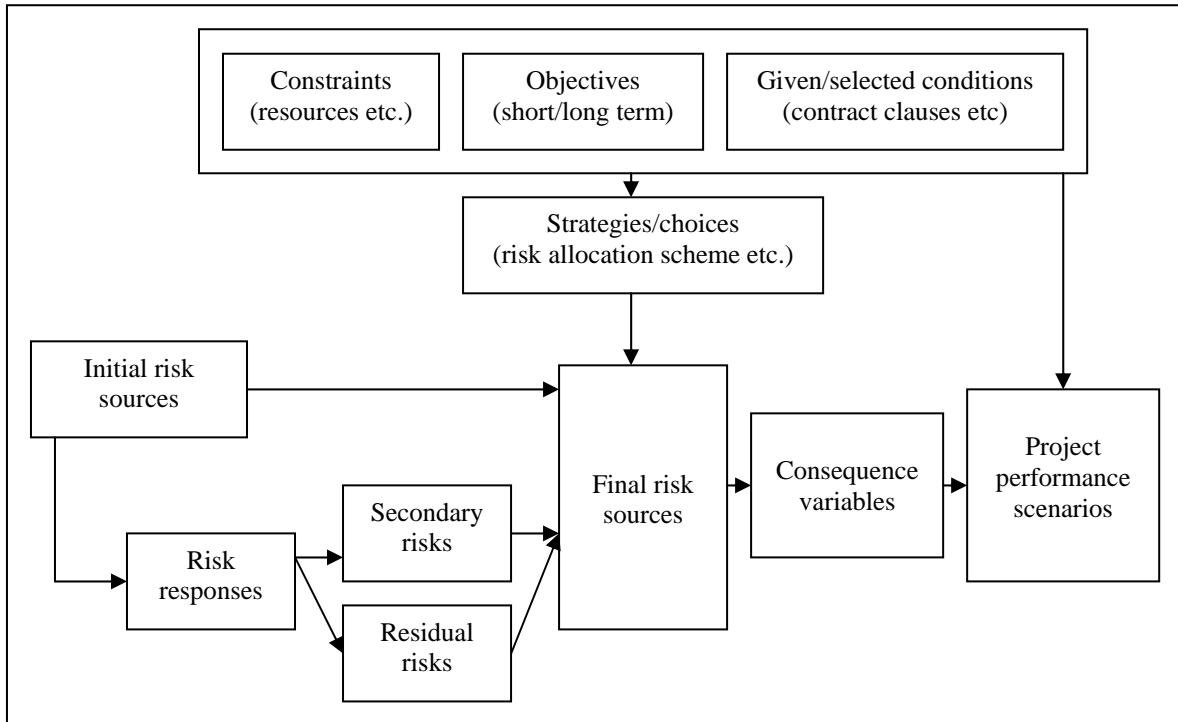 Constraints
(resources etc.)
Objectives
(short/long term)
Given/selected conditions
(contract clauses etc)
Strategies/choices
(risk allocation scheme etc.)
Initial risk
sources
Risk
responses
Secondary
risks
Residual
risks
Final risk
sources
Consequence
variables
Project
performance
scenarios